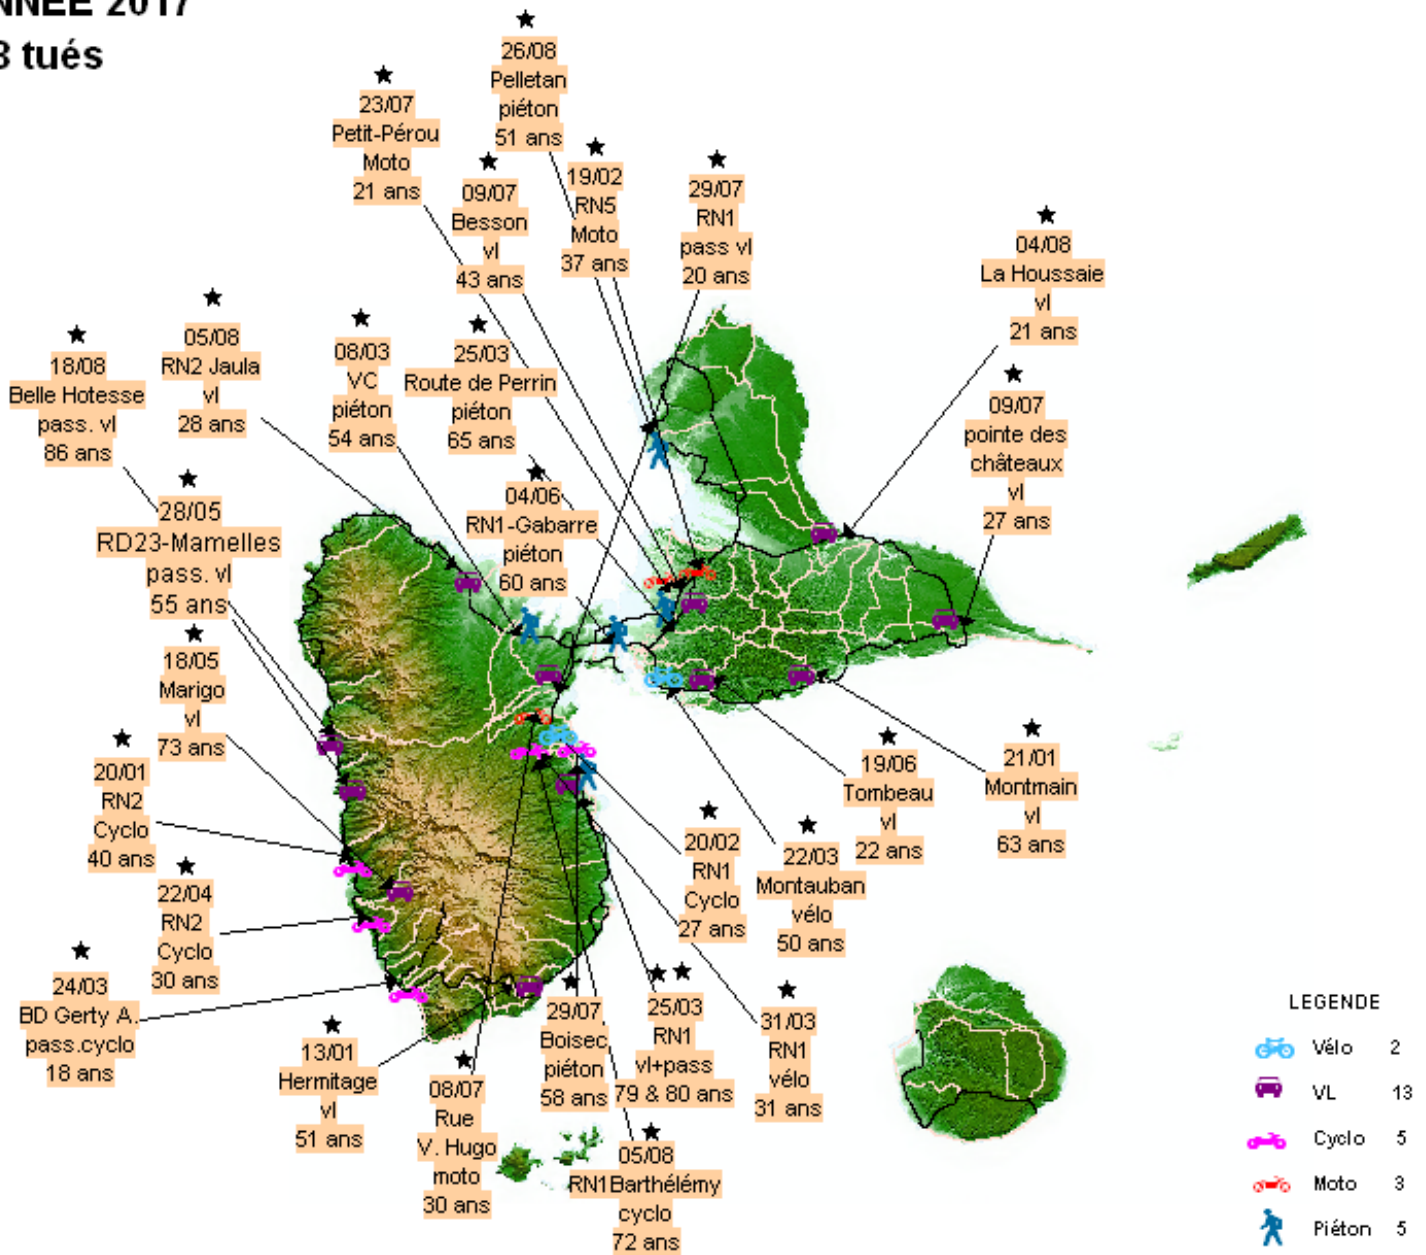 NNEE 2017
8 tués
26/08
Pelletan
piéton
51 ans
23/07
Petit-Pérou
Moto
21 ans
09/07
Besson
vl
43 ans
19/02
RN5
Moto
37 ans
29/07
RN1
pass vl
20 ans
04/08
La Houssaie
vl
21 ans
18/08
Belle Hotesse
pass. vl
86 ans
05/08
RN2 Jaula
vl
28 ans
08/03
VC
piéton
54 ans
25/03
Route de Perrin
piéton
65 ans
09/07
pointe des
châteaux
vl
27 ans
04/06
RN1-Gabarre
piéton
60 ans
28/05
RD23-Mamelles
pass. vl
55 ans
18/05
Marigo
vl
73 ans
20/01
RN2
Cyclo
40 ans
22/04
RN2
Cyclo
30 ans
24/03
BD Gerty A.
pass.cyclo
18 ans
13/01
Hermitage
vl
51 ans
08/07
Rue
V. Hugo
moto
30 ans
29/07
Boisec
piéton
58 ans
25/03
RN1
vl+pass
79 & 80 ans
05/08
RN1Barthélémy
cyclo
72 ans
31/03
RN1
vélo
31 ans
20/02
RN1
Cyclo
27 ans
22/03
Montauban
vélo
50 ans
19/06
Tombeau
vl
22 ans
21/01
Montmain
vl
63 ans
LEGENDE
Vélo 2
VL 13
Cyclo 5
Moto 3
Piéton 5